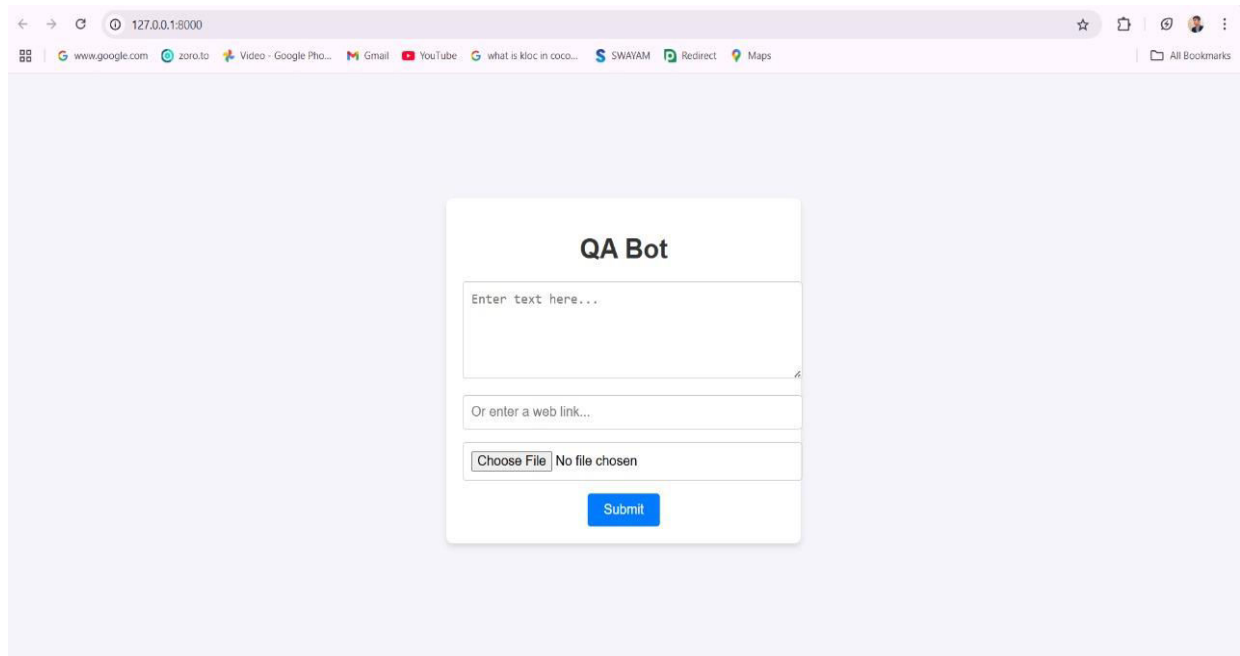 127.0.0.1:8000
www.google.com zoro.to Video - Google Pho... Gmail YouTube what is kloc in coco... SWAYAM Redirect Maps All Bookmarks
QA Bot
Enter text here...
Or enter a web link...
Choose File No file chosen
Submit